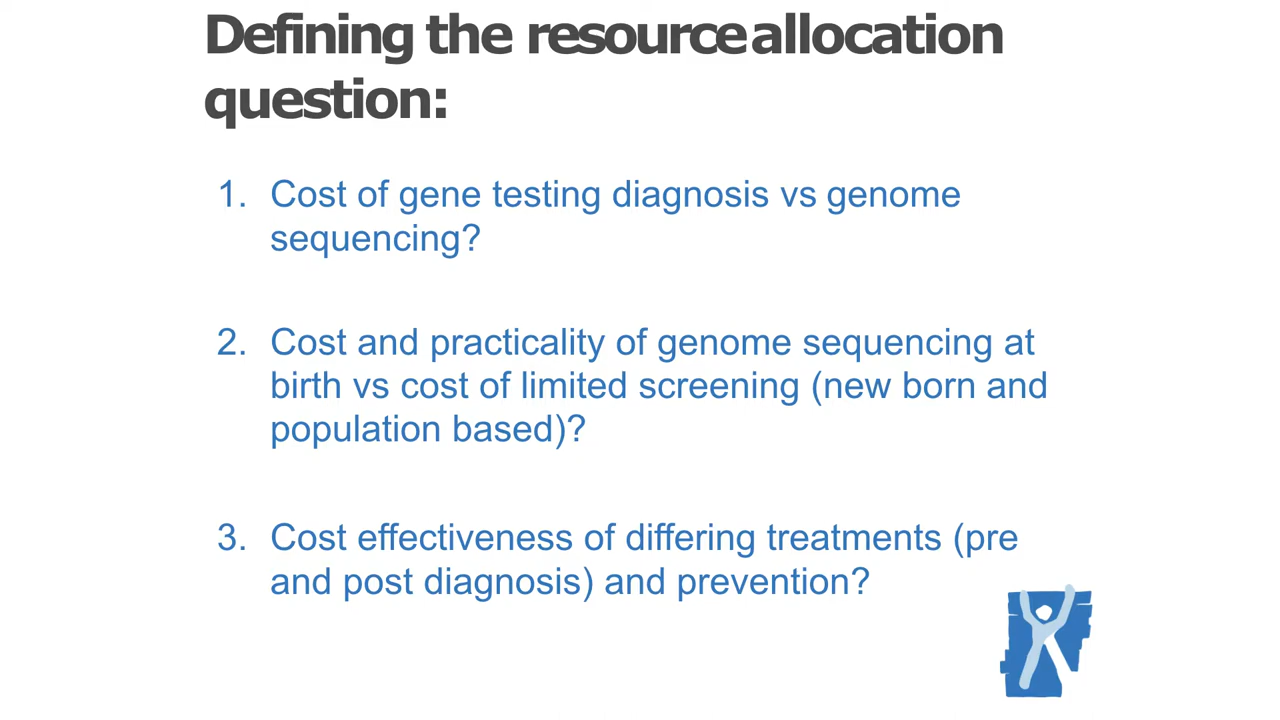 Defining the resource allocation
question:
1. Cost of gene testing diagnosis vs genome
sequencing?
2. Cost and practicality of genome sequencing at
birth vs cost of limited screening (new born and
population based)?
3. Cost effectiveness of differing treatments (pre
and post diagnosis) and prevention?